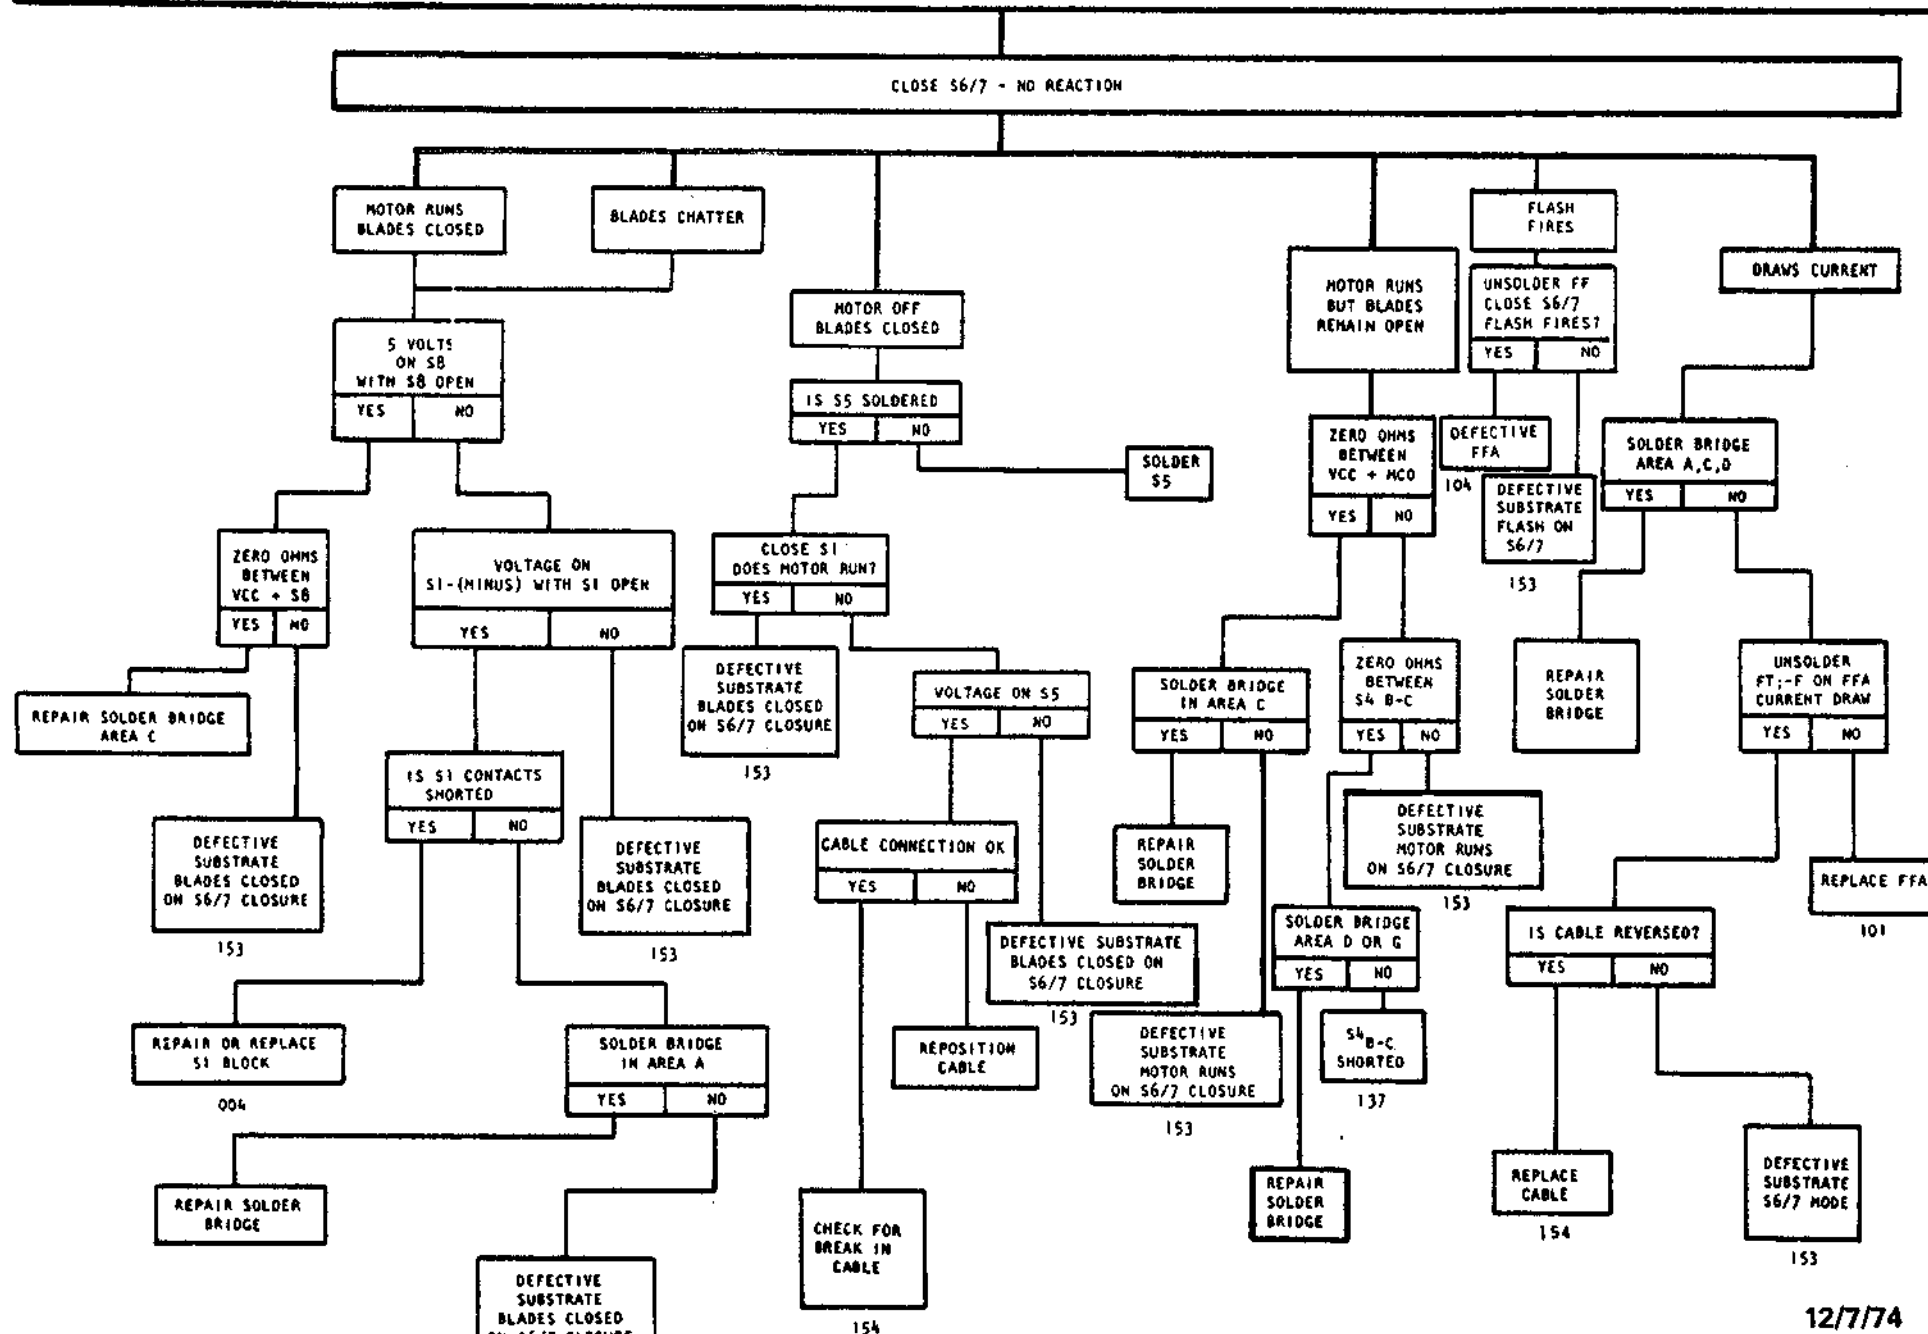 CLOSE S6/7 - NO REACTION
MOTOR RUNS
BLADES CLOSED
BLADES CHATTER
FLASH
FIRES
DRAWS CURRENT
MOTOR OFF
BLADES CLOSED
MOTOR RUNS
BUT BLADES
REMAIN OPEN
UNSOLDER FF
CLOSE S6/7
FLASH FIRES?
YES NO
5 VOLTS
ON S8
WITH S8 OPEN
YES NO
IS S5 SOLDERED
YES NO
SOLDER
S5
ZERO OHMS
BETWEEN
VCC + MCO
YES NO
DEFECTIVE
FFA
104
DEFECTIVE
SUBSTRATE
FLASH ON
S6/7
153
SOLDER BRIDGE
AREA A,C,D
YES NO
ZERO OHMS
BETWEEN
VCC + S8
YES NO
VOLTAGE ON
S1-(MINUS) WITH S1 OPEN
YES NO
CLOSE S1
DOES MOTOR RUN?
YES NO
REPAIR SOLDER BRIDGE
AREA C
DEFECTIVE
SUBSTRATE
BLADES CLOSED
ON S6/7 CLOSURE
153
VOLTAGE ON S5
YES NO
SOLDER BRIDGE
IN AREA C
YES NO
ZERO OHMS
BETWEEN
S4 B-C
YES NO
REPAIR
SOLDER
BRIDGE
UNSOLDER
FT;-F ON FFA
CURRENT DRAW
YES NO
IS S1 CONTACTS
SHORTED
YES NO
DEFECTIVE
SUBSTRATE
BLADES CLOSED
ON S6/7 CLOSURE
153
DEFECTIVE
SUBSTRATE
BLADES CLOSED
ON S6/7 CLOSURE
153
CABLE CONNECTION OK
YES NO
REPAIR
SOLDER
BRIDGE
DEFECTIVE
SUBSTRATE
MOTOR RUNS
ON S6/7 CLOSURE
153
REPLACE FFA
101
SOLDER BRIDGE
AREA D OR G
YES NO
IS CABLE REVERSED?
YES NO
DEFECTIVE SUBSTRATE
BLADES CLOSED ON
S6/7 CLOSURE
153
REPAIR OR REPLACE
S1 BLOCK
004
SOLDER BRIDGE
IN AREA A
YES NO
REPOSITION
CABLE
DEFECTIVE
SUBSTRATE
MOTOR RUNS
ON S6/7 CLOSURE
153
S4B-C
SHORTED
137
REPAIR SOLDER
BRIDGE
CHECK FOR
BREAK IN
CABLE
154
REPAIR
SOLDER
BRIDGE
REPLACE
CABLE
154
DEFECTIVE
SUBSTRATE
S6/7 MODE
153
DEFECTIVE
SUBSTRATE
BLADES CLOSED
ON S6/7 CLOSURE
12/7/74